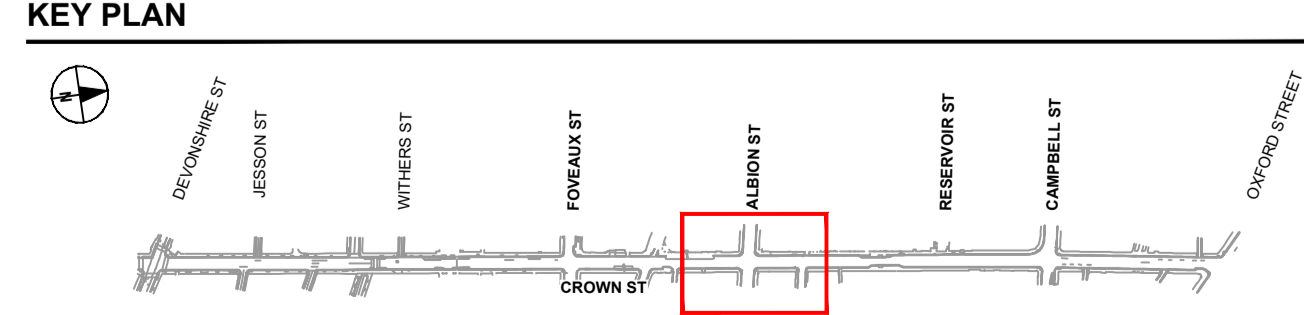 KEY PLAN
N
DEVONSHIRE ST
JESSON ST
WITHERS ST
FOVEAUX ST
ALBION ST
RESERVOIR ST
CAMPBELL ST
OXFORD STREET
CROWN ST